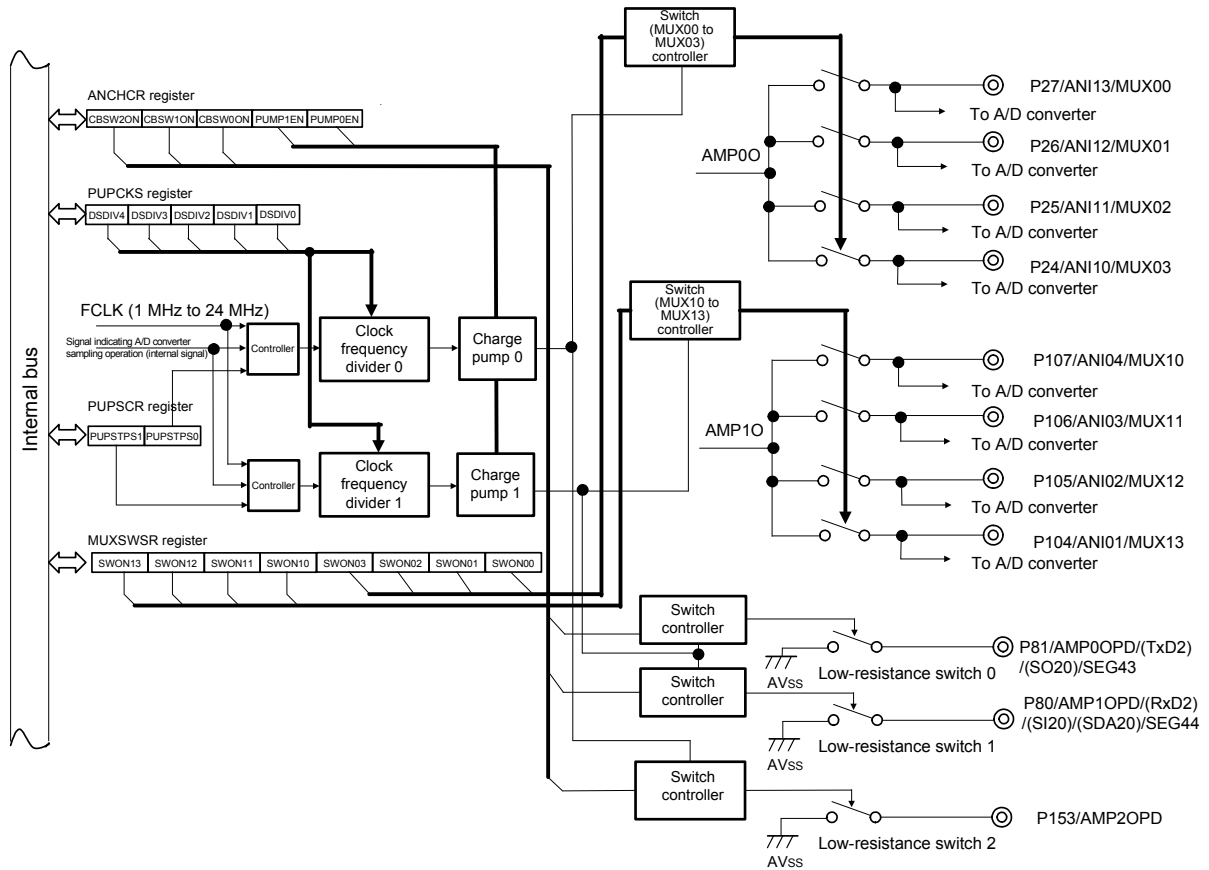 Switch
(MUX00 to
MUX03)
controller
ANCHCR register
CBSW2ON CBSW1ON CBSW0ON PUMP1EN PUMP0EN
P27/ANI13/MUX00
To A/D converter
AMP0O
P26/ANI12/MUX01
To A/D converter
PUPCKS register
DSDIV4 DSDIV3 DSDIV2 DSDIV1 DSDIV0
P25/ANI11/MUX02
To A/D converter
P24/ANI10/MUX03
To A/D converter
Switch
(MUX10 to
MUX13)
controller
FCLK (1 MHz to 24 MHz)
Signal indicating A/D converter
sampling operation (internal signal)
Controller
Clock
frequency
divider 0
Charge
pump 0
P107/ANI04/MUX10
To A/D converter
Internal bus
PUPSCR register
PUPSTPS1 PUPSTPS0
AMP1O
P106/ANI03/MUX11
To A/D converter
Controller
Clock
frequency
divider 1
Charge
pump 1
P105/ANI02/MUX12
To A/D converter
P104/ANI01/MUX13
To A/D converter
MUXSWSR register
SWON13 SWON12 SWON11 SWON10 SWON03 SWON02 SWON01 SWON00
Switch
controller
AVss
Low-resistance switch 0
P81/AMP0OPD/(TxD2)
/(SO20)/SEG43
Switch
controller
AVss
Low-resistance switch 1
P80/AMP1OPD/(RxD2)
/(SI20)/(SDA20)/SEG44
Switch
controller
AVss
Low-resistance switch 2
P153/AMP2OPD